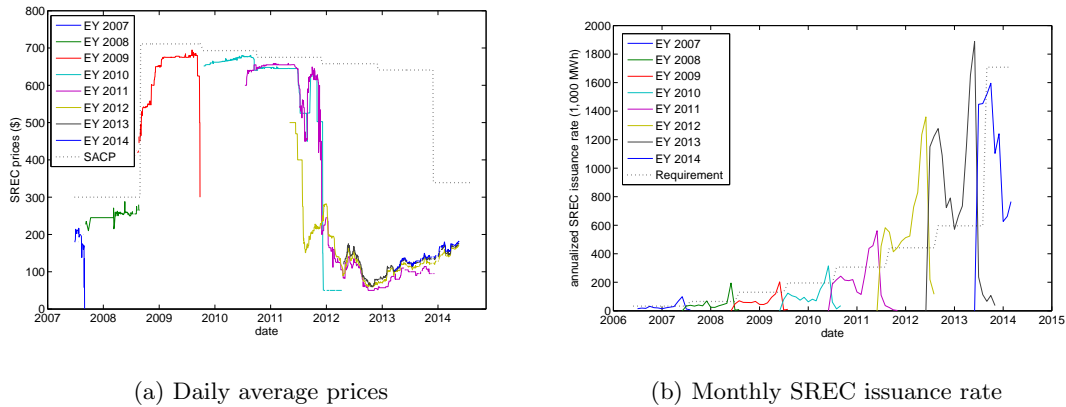 800
700
600
500
400
300
200
100
0
SREC prices ($)
EY 2007
EY 2008
EY 2009
EY 2010
EY 2011
EY 2012
EY 2013
EY 2014
SACP
2007 2008 2009 2010 2011 2012 2013 2014
date
(a) Daily average prices
2000
1800
1600
1400
1200
1000
800
600
400
200
0
annualized SREC issuance rate (1,000 MWh)
EY 2007
EY 2008
EY 2009
EY 2010
EY 2011
EY 2012
EY 2013
EY 2014
Requirement
2006 2007 2008 2009 2010 2011 2012 2013 2014 2015
date
(b) Monthly SREC issuance rate